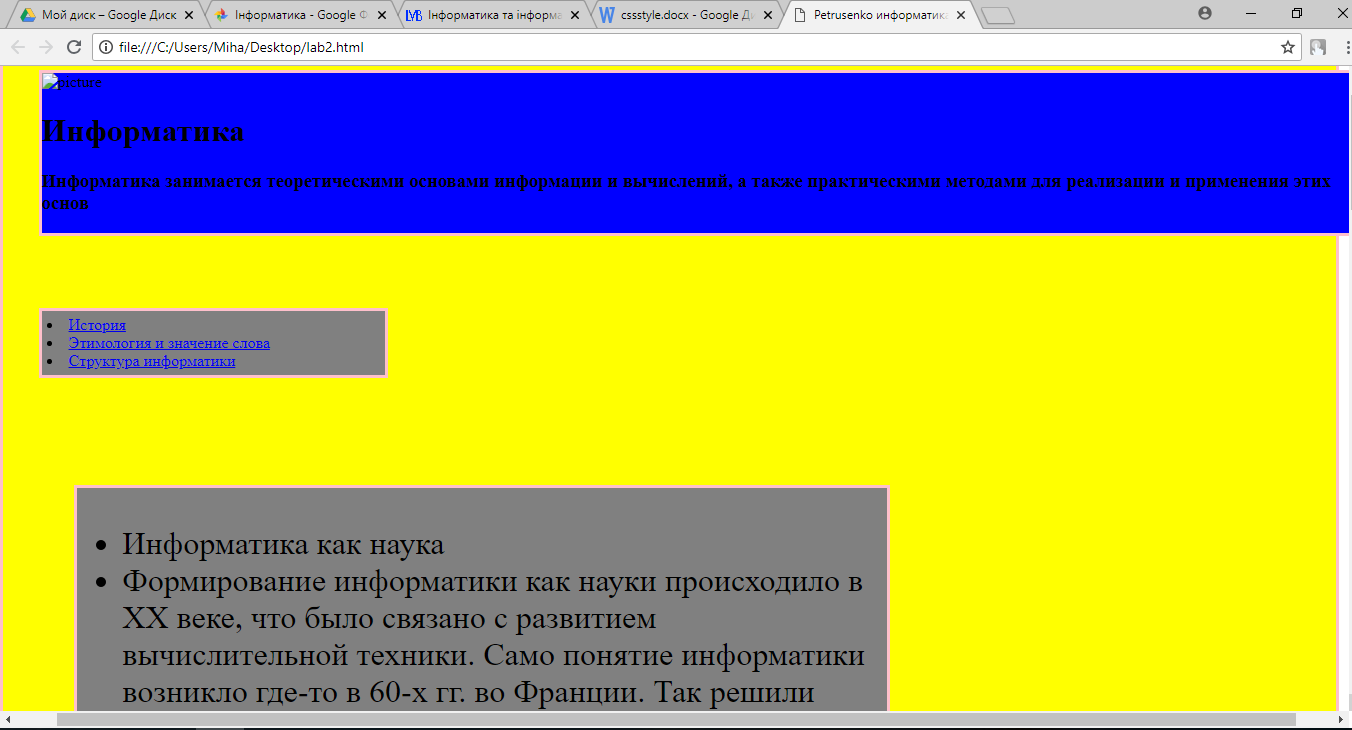 Мой диск – Google Диск
Інформатика - Google Ф
Інформатика та інформа
cssstyle.docx - Google Д
Petrusenko информатика
file:///C:/Users/Miha/Desktop/lab2.html
picture
Информатика
Информатика занимается теоретическими основами информации и вычислений, а также практическими методами для реализации и применения этих
основ
История
Этимология и значение слова
Структура информатики
Информатика как наука
Формирование информатики как науки происходило в
XX веке, что было связано с развитием
вычислительной техники. Само понятие информатики
возникло где-то в 60-х гг. во Франции. Так решили